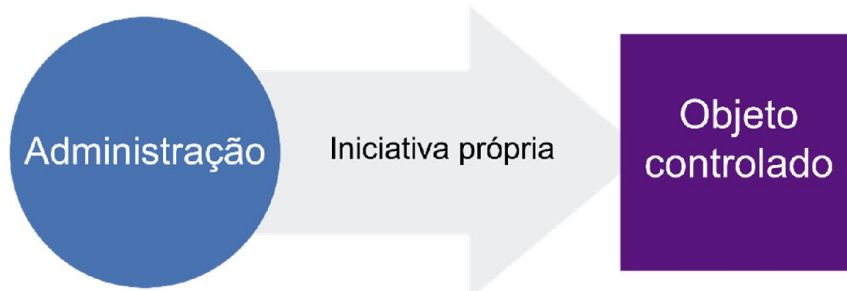 Administração
Iniciativa própria
Objeto
controlado